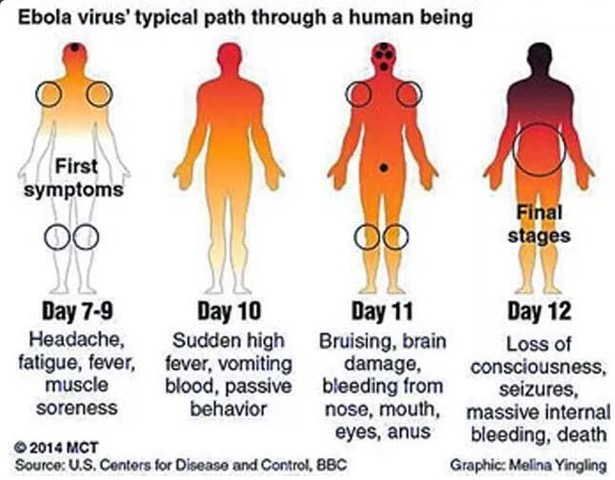 Ebola virus' typical path through a human being
First
symptoms
Final
stages
Day 7-9
Headache,
fatigue, fever,
muscle
soreness
Day 10
Sudden high
fever, vomiting
blood, passive
behavior
Day 11
Bruising, brain
damage,
bleeding from
nose, mouth,
eyes, anus
Day 12
Loss of
consciousness,
seizures,
massive internal
bleeding, death
© 2014 MCT
Source: U.S. Centers for Disease and Control, BBC
Graphic: Melina Yingling